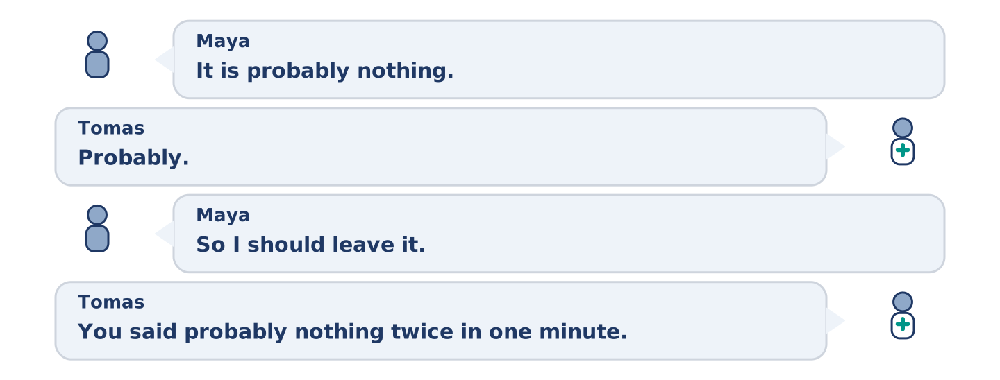 Maya
It is probably nothing.
Tomas
Probably.
Maya
So I should leave it.
Tomas
You said probably nothing twice in one minute.